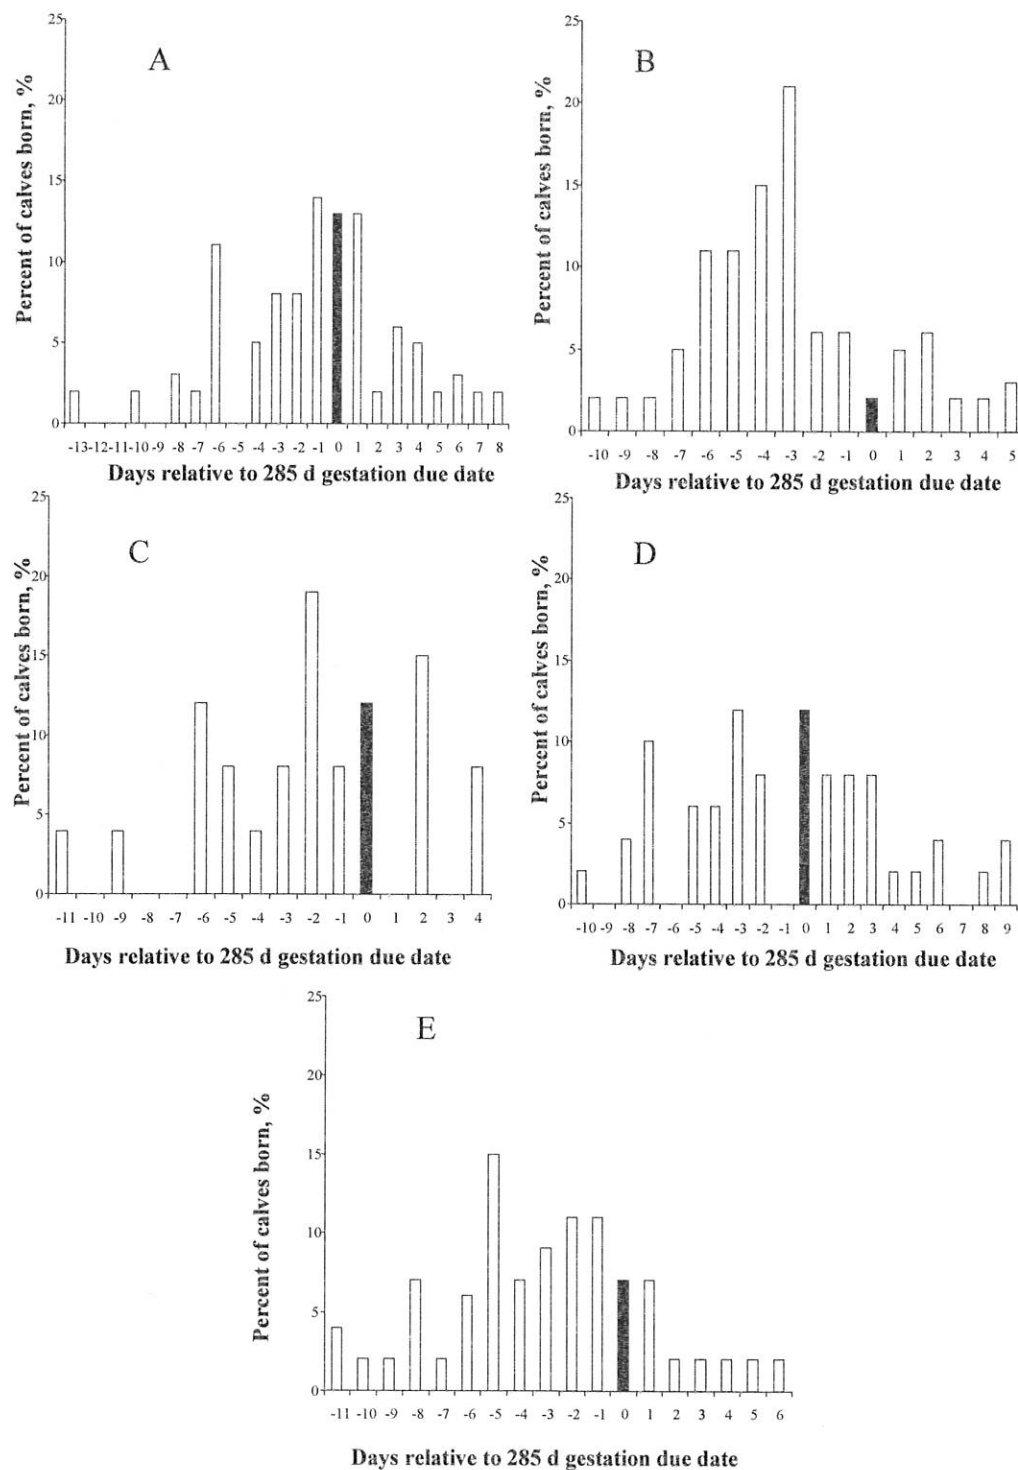 A
Percent of calves born, %
25
20
15
10
5
0
-13 -12 -11 -10 -9 -8 -7 -6 -5 -4 -3 -2 -1 0 1 2 3 4 5 6 7 8
Days relative to 285 d gestation due date
B
Percent of calves born, %
25
20
15
10
5
0
-10 -9 -8 -7 -6 -5 -4 -3 -2 -1 0 1 2 3 4 5
Days relative to 285 d gestation due date
C
Percent of calves born, %
25
20
15
10
5
0
-11 -10 -9 -8 -7 -6 -5 -4 -3 -2 -1 0 1 2 3 4
Days relative to 285 d gestation due date
D
Percent of calves born, %
25
20
15
10
5
0
-10 -9 -8 -7 -6 -5 -4 -3 -2 -1 0 1 2 3 4 5 6 7 8 9
Days relative to 285 d gestation due date
E
Percent of calves born, %
25
20
15
10
5
0
-11 -10 -9 -8 -7 -6 -5 -4 -3 -2 -1 0 1 2 3 4 5 6
Days relative to 285 d gestation due date